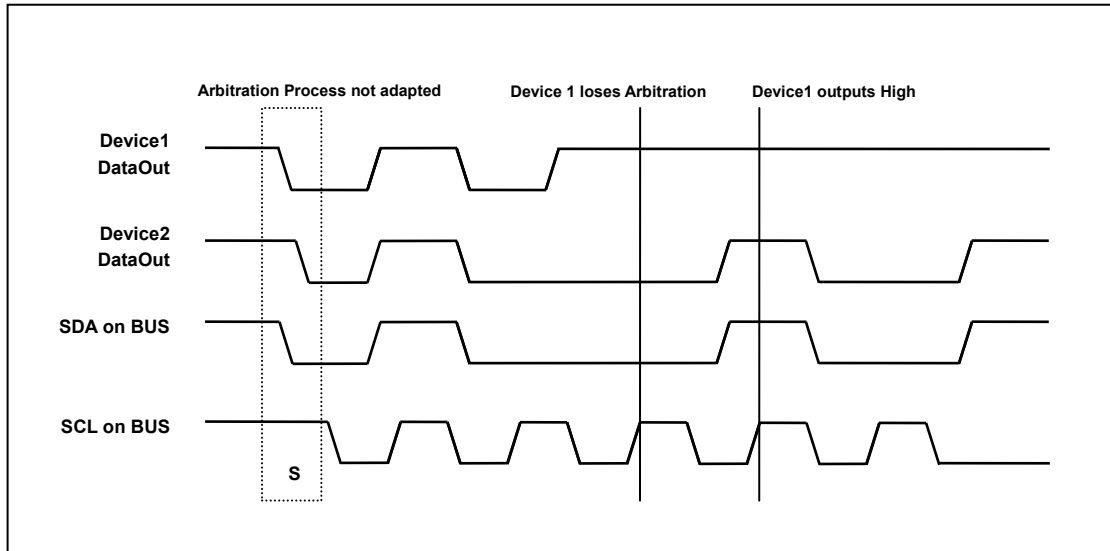 Arbitration Process not adapted
Device 1 loses Arbitration
Device1 outputs High
Device1
DataOut
Device2
DataOut
SDA on BUS
SCL on BUS
S